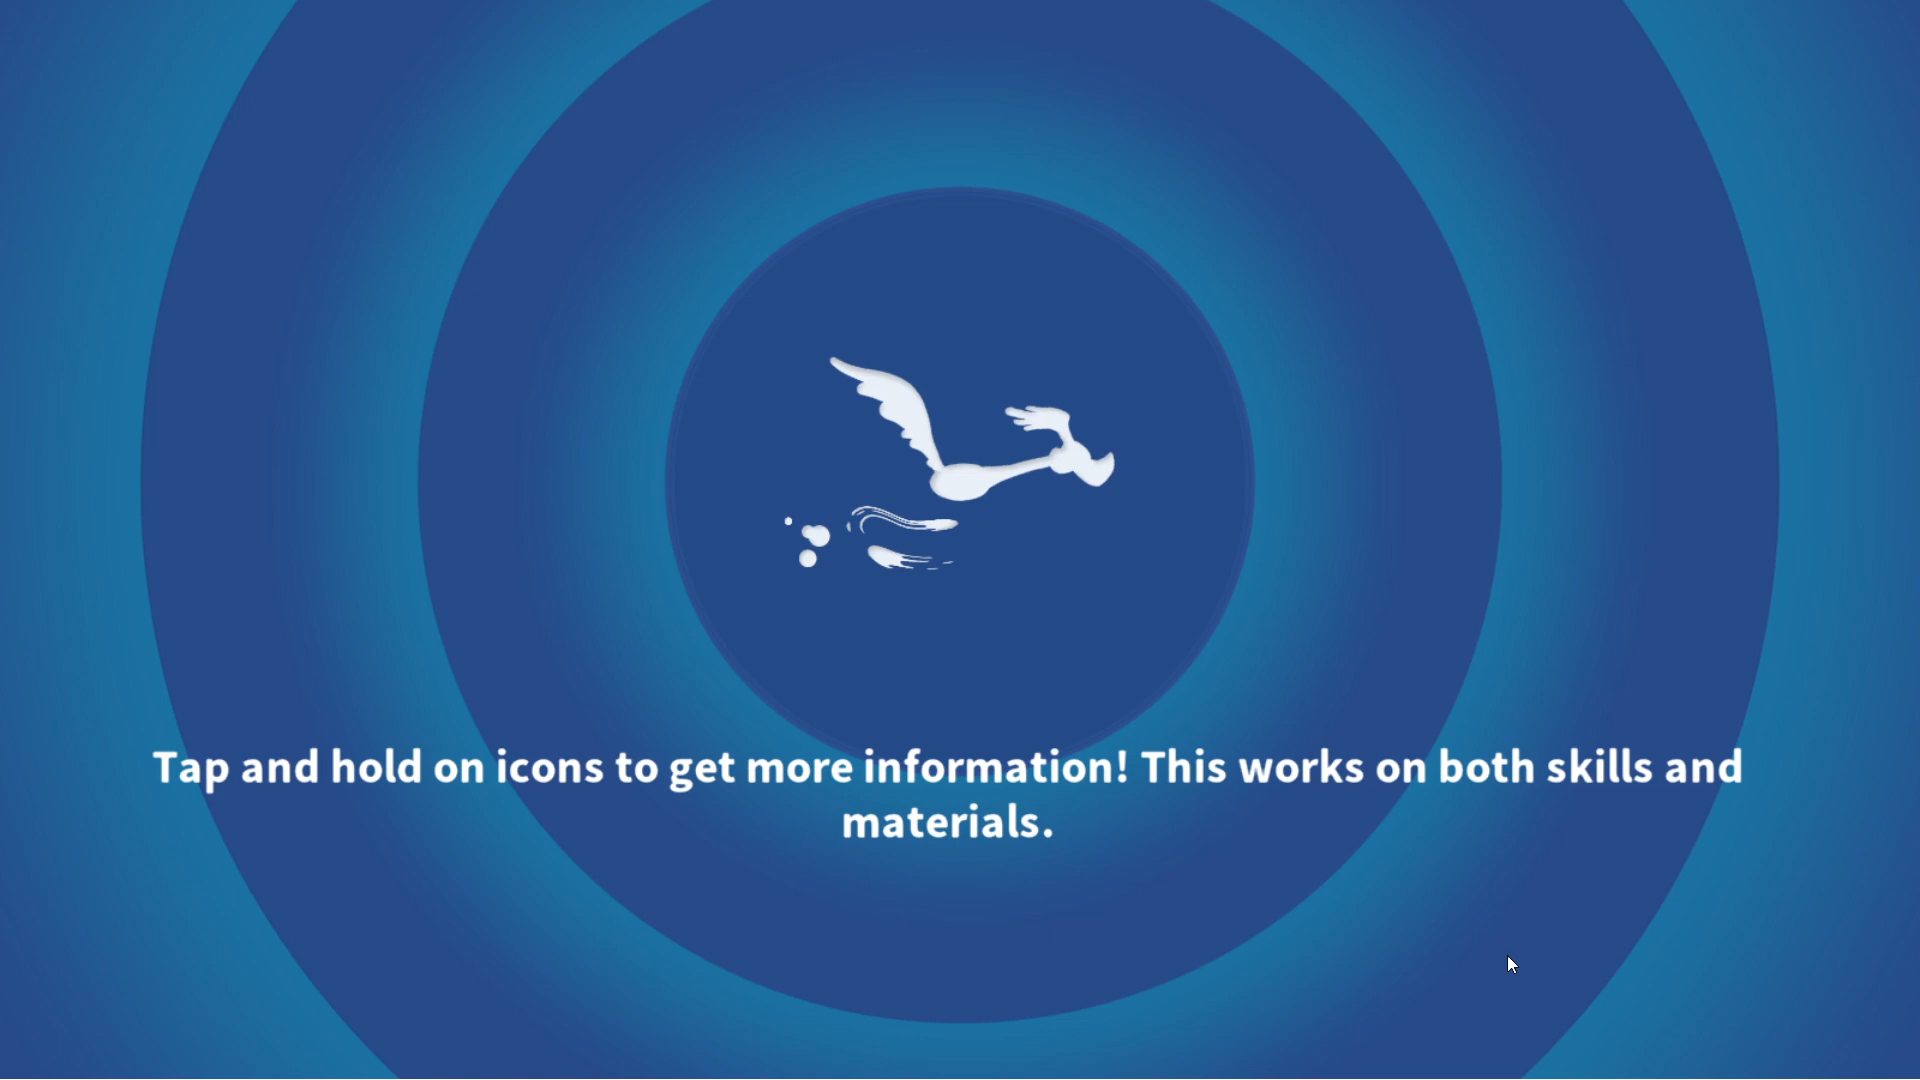 Tap and hold on icons to get more information! This works on both skills and
materials.